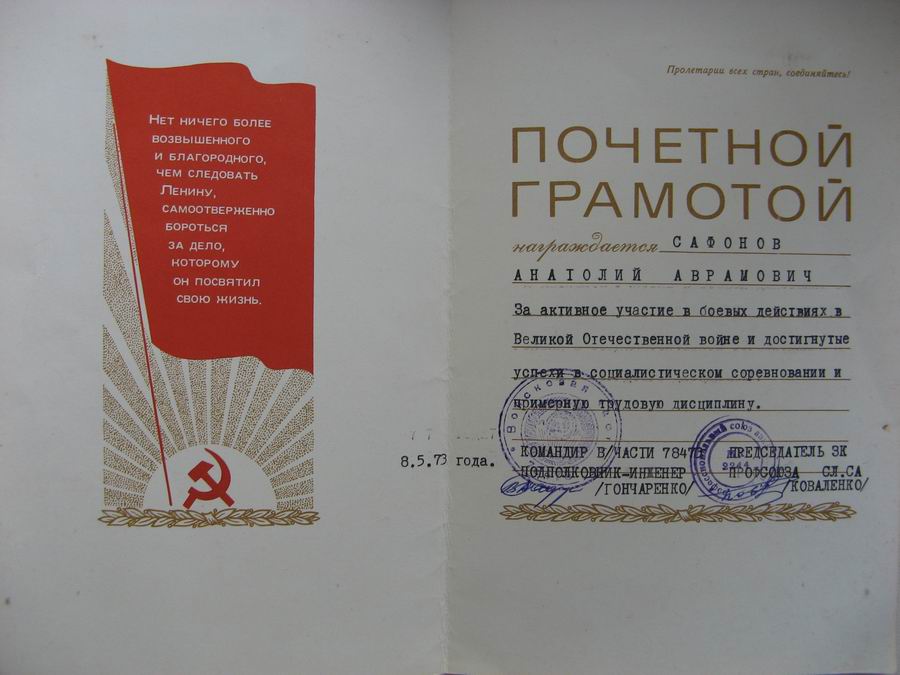 Нет ничего более
возвышенного
и благородного,
чем следовать
Ленину,
самоотверженно
бороться
за дело,
которому
он посвятил
свою жизнь.
Пролетарии всех стран, соединяйтесь!
ПОЧЕТНОЙ
ГРАМОТОЙ
награждается САФОНОВ
АНАТОЛИЙ АВРАМОВИЧ
За активное участие в боевых действиях в
Великой Отечественной войне и достигнутые
успехи в социалистическом соревновании и
примерную трудовую дисциплину.
КОМАНДИР В/ЧАСТИ ПРЕДСЕДАТЕЛЬ ЗК
8.5.73 года.
ПОДПОЛКОВНИК-ИНЖЕНЕР ПРОФСОЮЗА СЛ.СА
/ГОНЧАРЕНКО/ /КОВАЛЕНКО/